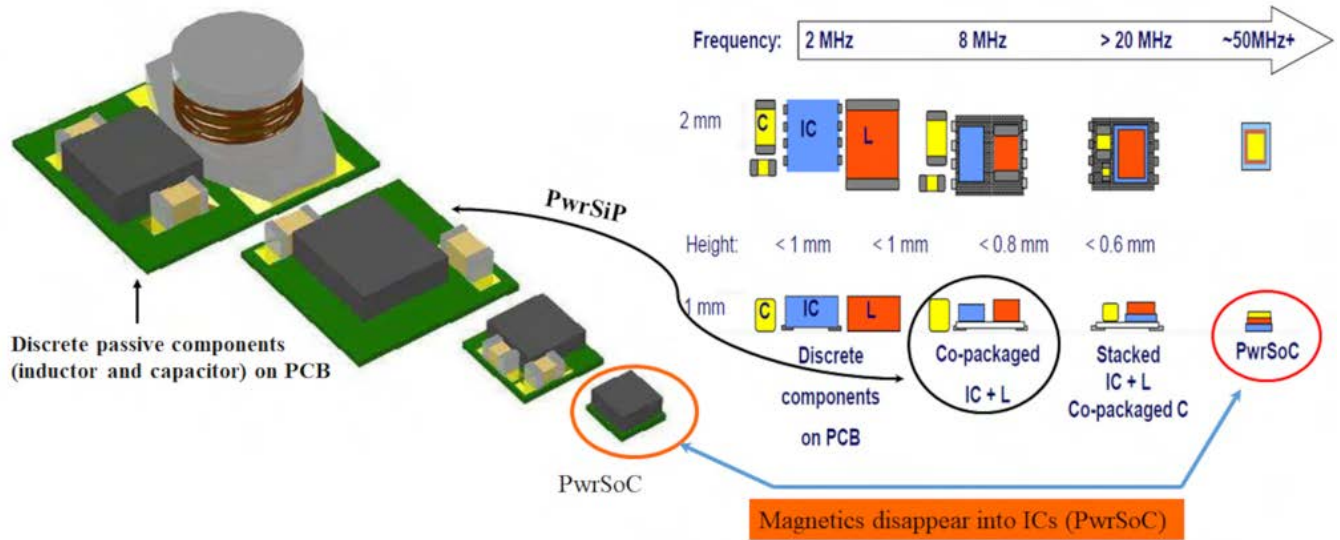 Frequency: 2 MHz 8 MHz > 20 MHz ~50MHz+
2 mm C IC L
PwrSiP
Height: < 1 mm < 1 mm < 0.8 mm < 0.6 mm
1 mm C IC L
Discrete
components
on PCB
Co-packaged
IC + L
Stacked
IC + L
Co-packaged C
PwrSoC
Discrete passive components
(inductor and capacitor) on PCB
PwrSoC
Magnetics disappear into ICs (PwrSoC)